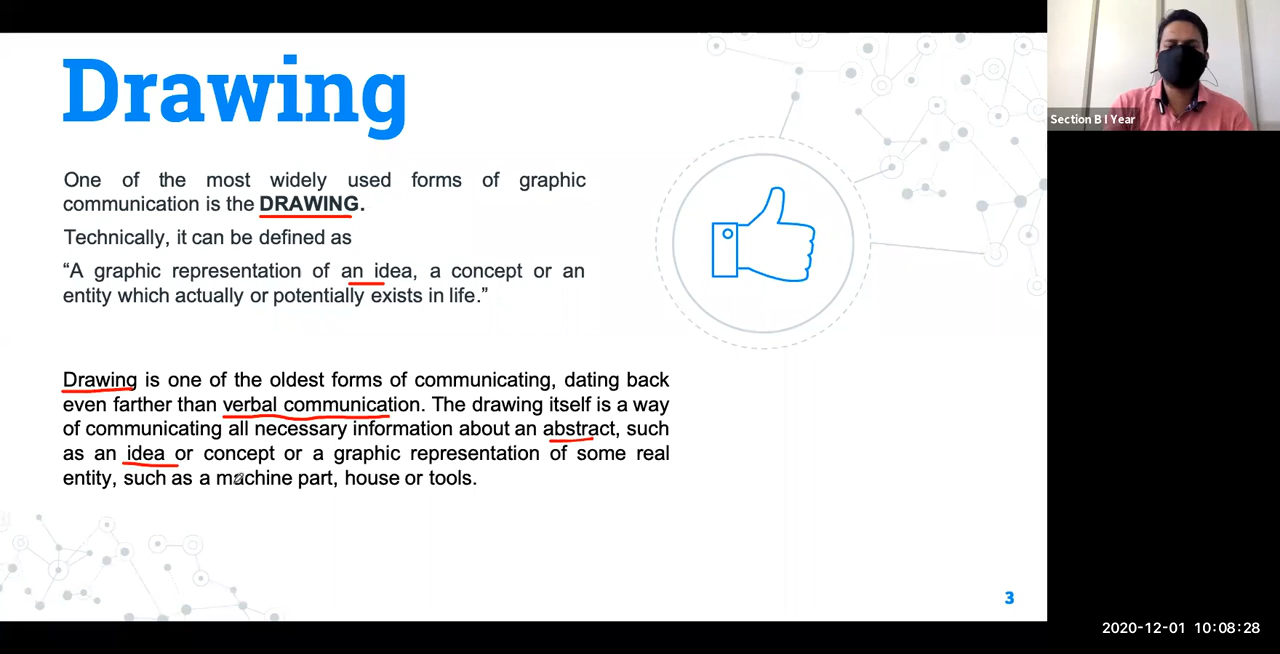 Drawing
One of the most widely used forms of graphic
communication is the DRAWING.
Technically, it can be defined as
“A graphic representation of an idea, a concept or an
entity which actually or potentially exists in life.”
Drawing is one of the oldest forms of communicating, dating back
even farther than verbal communication. The drawing itself is a way
of communicating all necessary information about an abstract, such
as an idea or concept or a graphic representation of some real
entity, such as a machine part, house or tools.
3
Section B I Year
2020-12-01 10:08:28